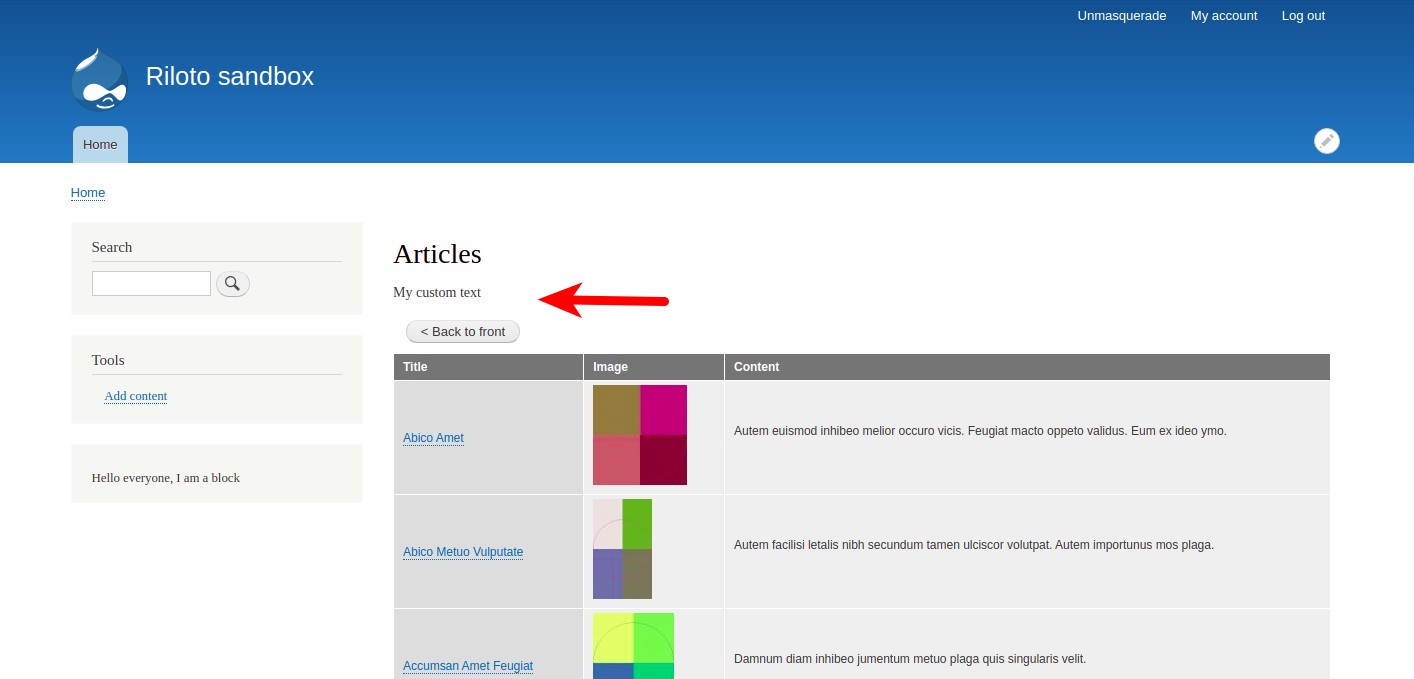 Unmasquerade My account Log out
Riloto sandbox
Home
Home
Search
Tools
Add content
Hello everyone, I am a block
Articles
My custom text
< Back to front
Title Image Content
Abico Amet Autem euismod inhibeo melior occuro vicis. Feugiat macto oppeto validus. Eum ex ideo ymo.
Abico Metuo Vulputate Autem facilisi letalis nibh secundum tamen ulciscor volutpat. Autem importunus mos plaga.
Accumsan Amet Feugiat Damnum diam inhibeo jumentum metuo plaga quis singularis velit.